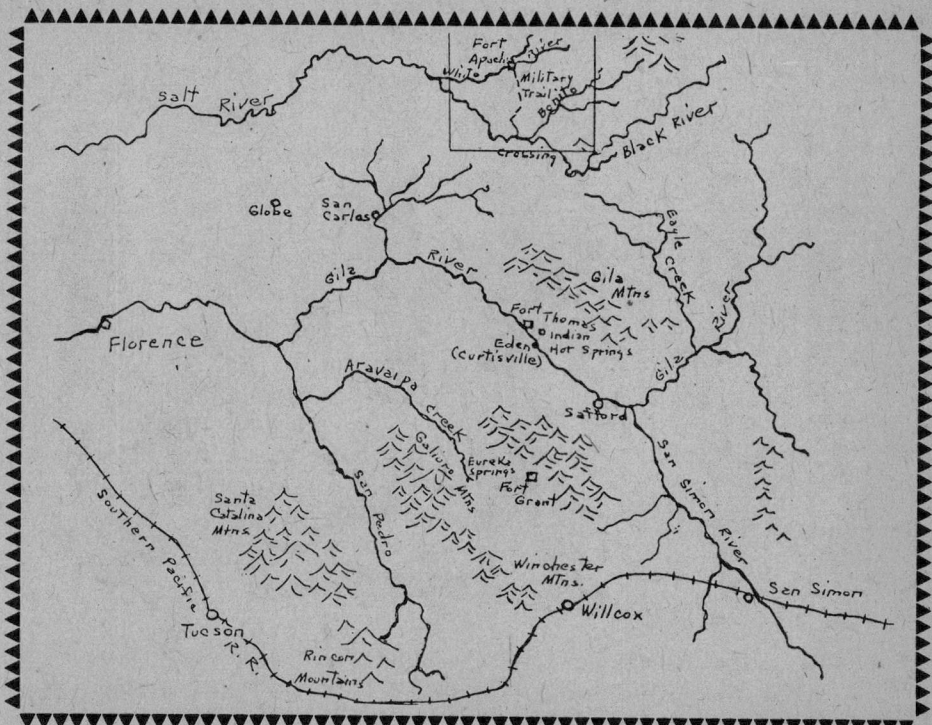 Fort
Apache
River
White
Military
Trail
Bonito
Salt River
Black River
Crossing
Globe
San
Carlos
Eagle
Creek
Gila
River
Gila
Mtns
River
Fort Thomas
Indian
Hot Springs
Eden
(Curtisville)
Florence
Gila
Aravaipa
Creek
Safford
Galiuro
Mtns
Eureka
Springs
Fort
Grant
San
Simon
River
San
Pedro
Santa
Catalina
Mtns.
Southern
Pacific
R.R.
Winchester
Mtns.
San Simon
Willcox
Tucson
Rincon
Mountains